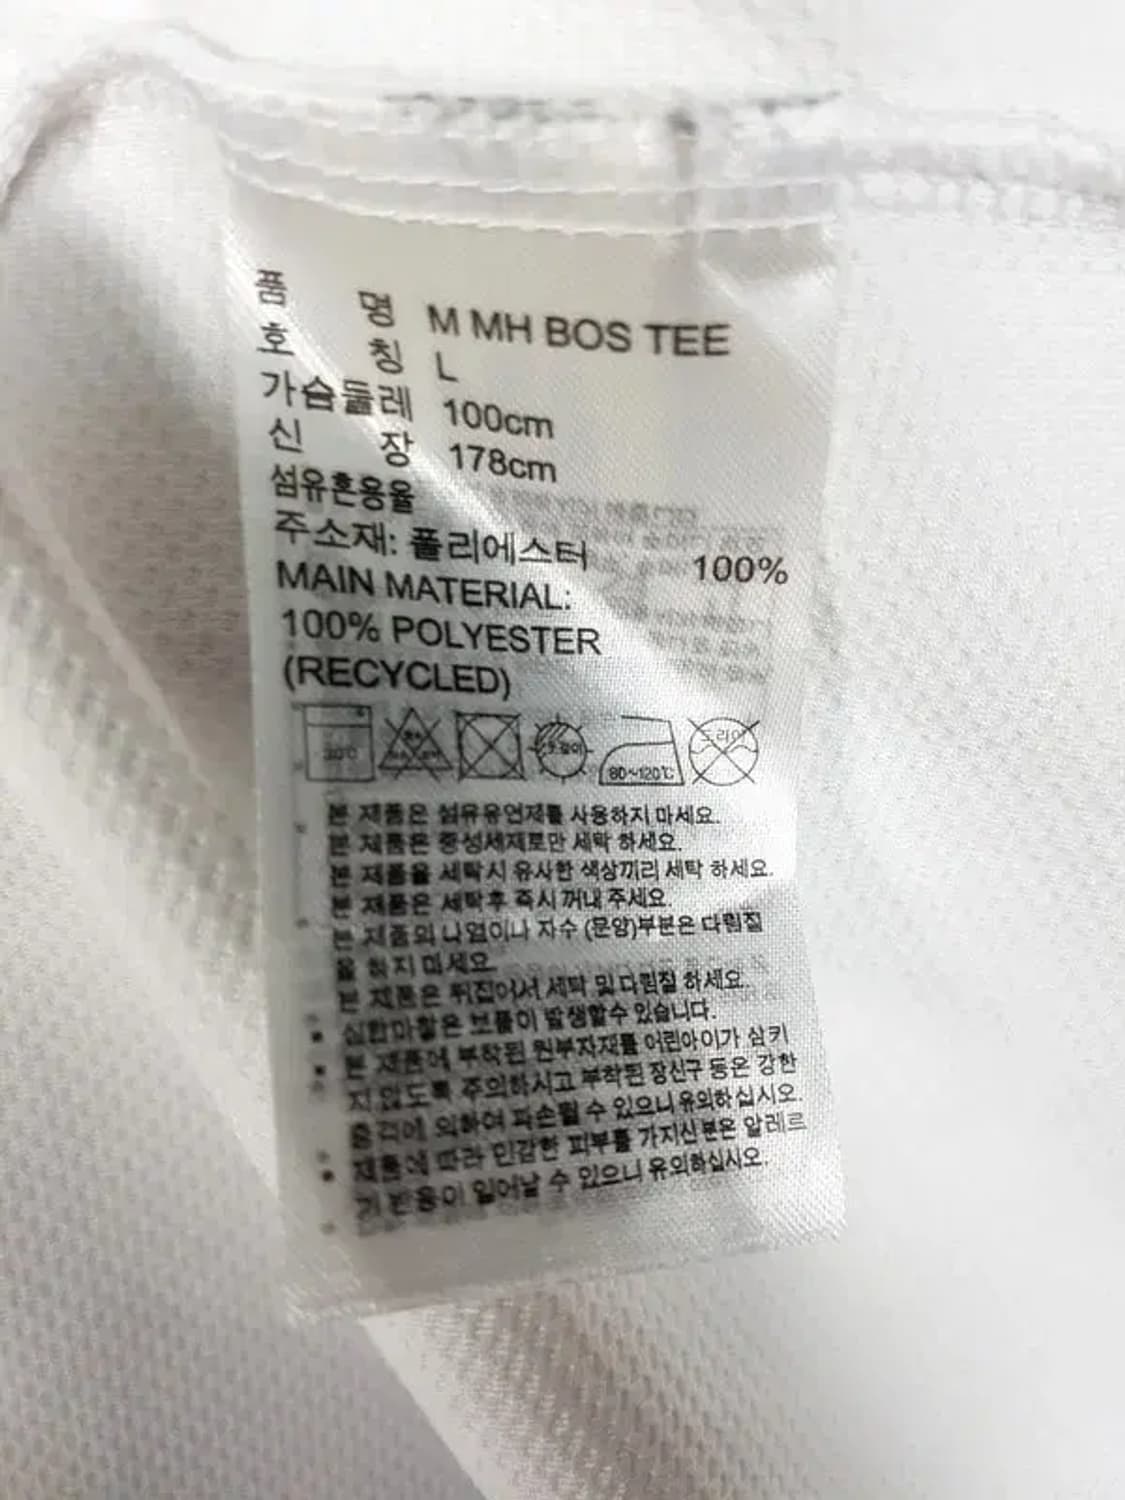 품 명 M MH BOS TEE
호 칭 L
가슴둘레 100cm
신 장 178cm
섬유혼용율
주소재: 폴리에스터 100%
MAIN MATERIAL:
100% POLYESTER
(RECYCLED)
30℃ 80~120℃ 드라이
본 제품은 섬유유연제를 사용하지 마세요.
본 제품은 중성세제로만 세탁 하세요.
본 제품을 세탁시 유사한 색상끼리 세탁 하세요.
본 제품은 세탁후 즉시 꺼내 주세요.
본 제품의 나염이나 자수 (문양)부분은 다림질
을 하지 마세요.
본 제품은 뒤집어서 세탁 및 다림질 하세요.
심한마찰은 보풀이 발생할수 있습니다.
본 제품에 부착된 원부자재를 어린아이가 삼키
지 않도록 주의하시고 부착된 장신구 등은 강한
충격에 의하여 파손될 수 있으니 유의하십시오.
제품에 따라 민감한 피부를 가지신분은 알레르
기 반응이 일어날 수 있으니 유의하십시오.